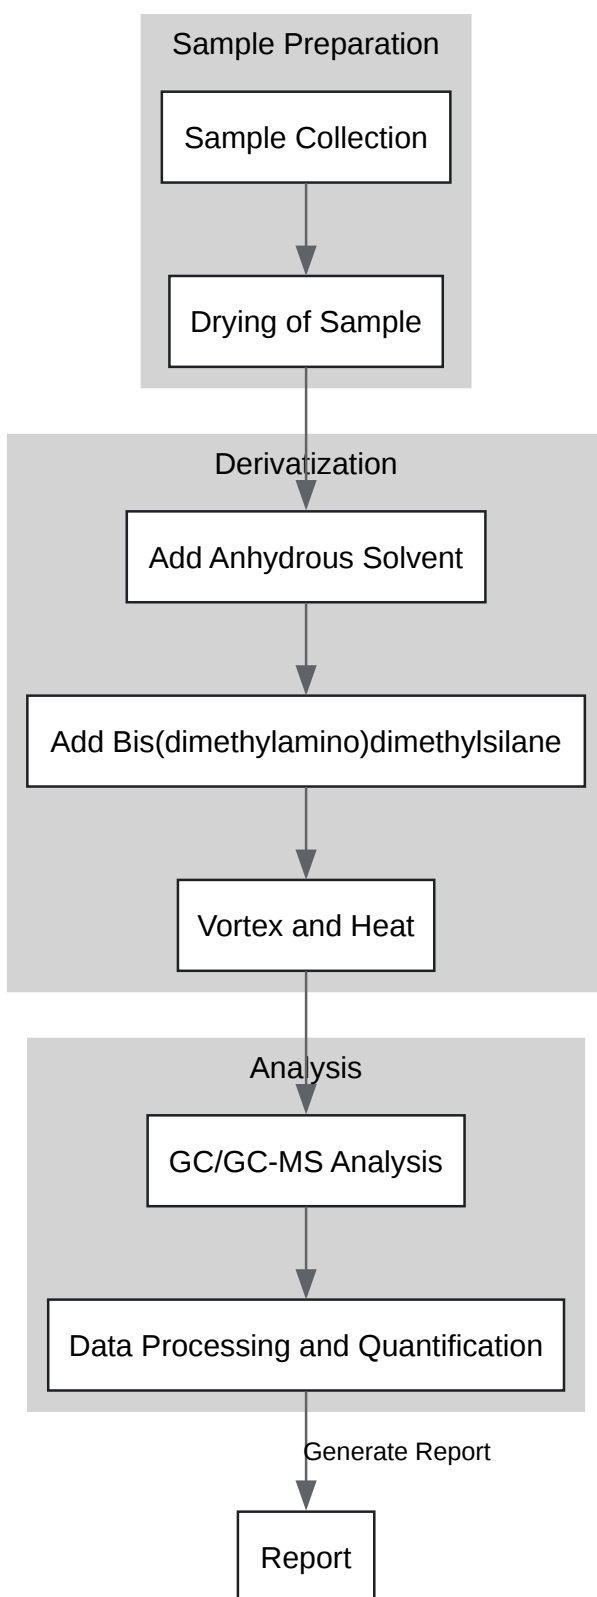 Sample Preparation
Sample Collection
Drying of Sample
Derivatization
Add Anhydrous Solvent
Add Bis(dimethylamino)dimethylsilane
Vortex and Heat
Analysis
GC/GC-MS Analysis
Data Processing and Quantification
Generate Report
Report